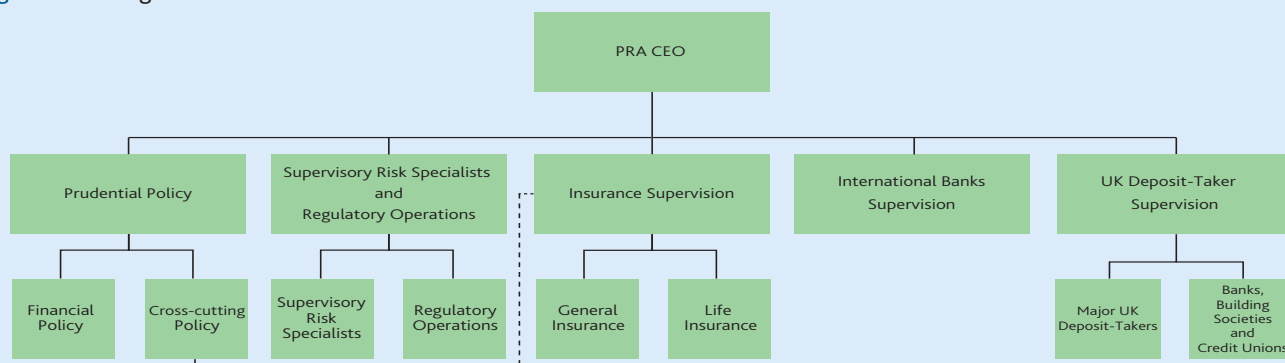 PRA CEO
Prudential Policy
Supervisory Risk Specialists
and
Regulatory Operations
Insurance Supervision
International Banks
Supervision
UK Deposit-Taker
Supervision
Financial
Policy
Cross-cutting
Policy
Supervisory
Risk
Specialists
Regulatory
Operations
General
Insurance
Life
Insurance
Major UK
Deposit-Takers
Banks,
Building
Societies
and
Credit Unions